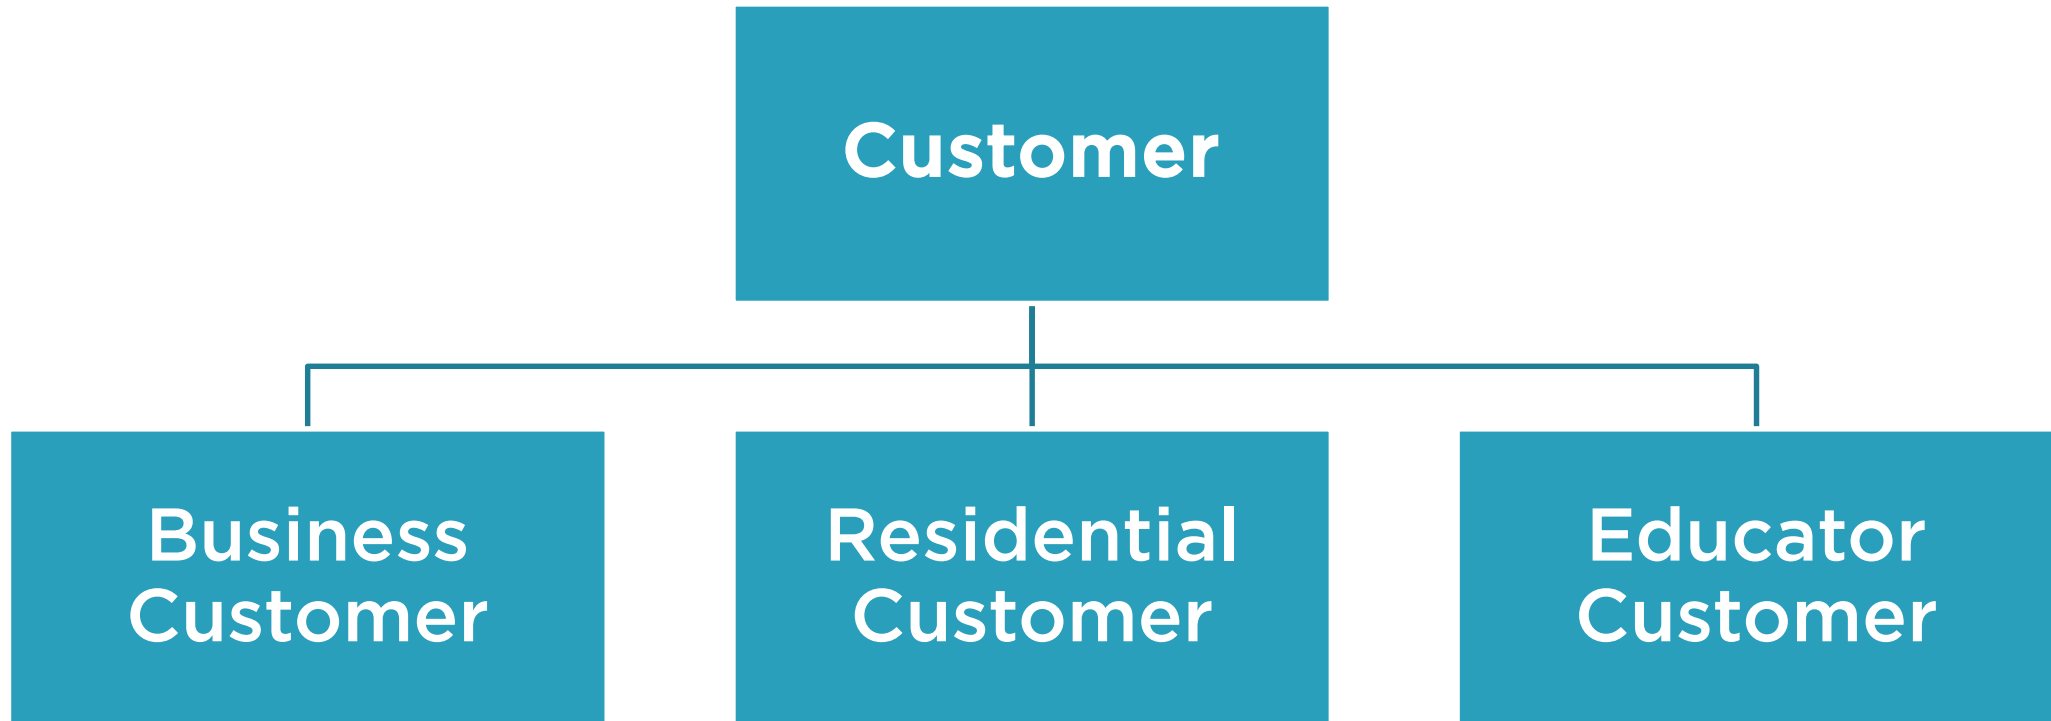 Customer
Business
Customer
Residential
Customer
Educator
Customer